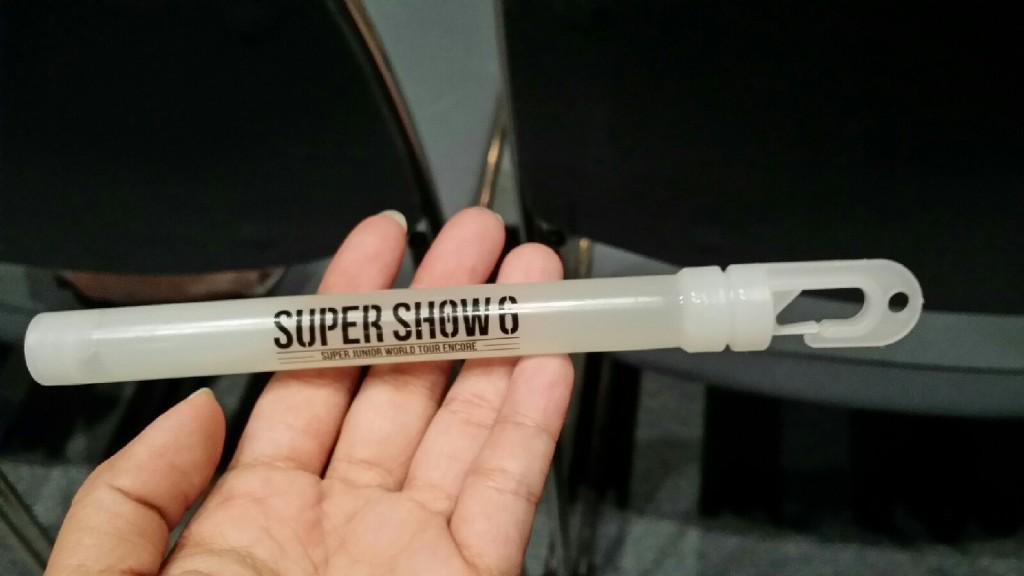 SUPER SHOW 6
SUPER JUNIOR WORLD TOUR ENCORE